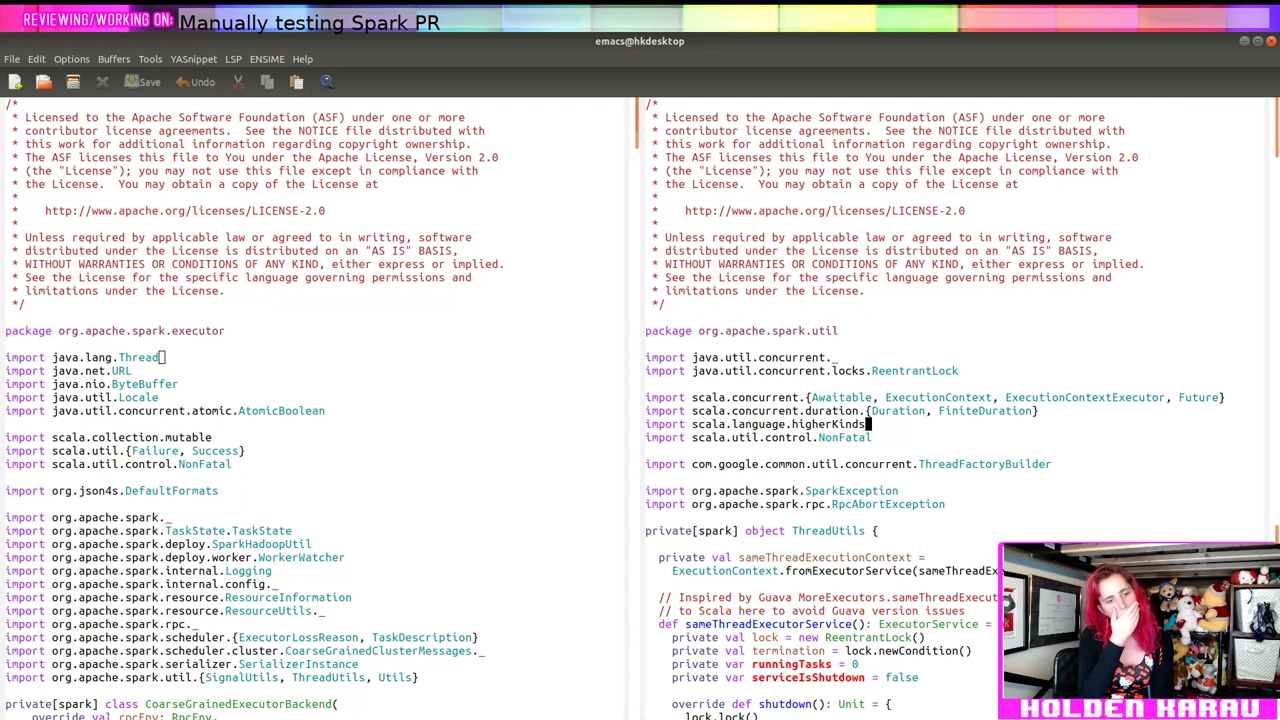 REVIEWING/WORKING ON: Manually testing Spark PR
emacs@hkdesktop
File Edit Options Buffers Tools YASnippet LSP ENSIME Help
Save Undo
/*
* Licensed to the Apache Software Foundation (ASF) under one or more
* contributor license agreements.  See the NOTICE file distributed with
* this work for additional information regarding copyright ownership.
* The ASF licenses this file to You under the Apache License, Version 2.0
* (the "License"); you may not use this file except in compliance with
* the License.  You may obtain a copy of the License at
*
*    http://www.apache.org/licenses/LICENSE-2.0
*
* Unless required by applicable law or agreed to in writing, software
* distributed under the License is distributed on an "AS IS" BASIS,
* WITHOUT WARRANTIES OR CONDITIONS OF ANY KIND, either express or implied.
* See the License for the specific language governing permissions and
* limitations under the License.
*/
package org.apache.spark.executor
import java.lang.Thread
import java.net.URL
import java.nio.ByteBuffer
import java.util.Locale
import java.util.concurrent.atomic.AtomicBoolean
import scala.collection.mutable
import scala.util.{Failure, Success}
import scala.util.control.NonFatal
import org.json4s.DefaultFormats
import org.apache.spark._
import org.apache.spark.TaskState.TaskState
import org.apache.spark.deploy.SparkHadoopUtil
import org.apache.spark.deploy.worker.WorkerWatcher
import org.apache.spark.internal.Logging
import org.apache.spark.internal.config._
import org.apache.spark.resource.ResourceInformation
import org.apache.spark.resource.ResourceUtils._
import org.apache.spark.rpc._
import org.apache.spark.scheduler.{ExecutorLossReason, TaskDescription}
import org.apache.spark.scheduler.cluster.CoarseGrainedClusterMessages._
import org.apache.spark.serializer.SerializerInstance
import org.apache.spark.util.{SignalUtils, ThreadUtils, Utils}
private[spark] class CoarseGrainedExecutorBackend(
override val rpcEnv: RpcEnv,
/*
* Licensed to the Apache Software Foundation (ASF) under one or more
* contributor license agreements.  See the NOTICE file distributed with
* this work for additional information regarding copyright ownership.
* The ASF licenses this file to You under the Apache License, Version 2.0
* (the "License"); you may not use this file except in compliance with
* the License.  You may obtain a copy of the License at
*
*    http://www.apache.org/licenses/LICENSE-2.0
*
* Unless required by applicable law or agreed to in writing, software
* distributed under the License is distributed on an "AS IS" BASIS,
* WITHOUT WARRANTIES OR CONDITIONS OF ANY KIND, either express or implied.
* See the License for the specific language governing permissions and
* limitations under the License.
*/
package org.apache.spark.util
import java.util.concurrent._
import java.util.concurrent.locks.ReentrantLock
import scala.concurrent.{Awaitable, ExecutionContext, ExecutionContextExecutor, Future}
import scala.concurrent.duration.{Duration, FiniteDuration}
import scala.language.higherKinds
import scala.util.control.NonFatal
import com.google.common.util.concurrent.ThreadFactoryBuilder
import org.apache.spark.SparkException
import org.apache.spark.rpc.RpcAbortException
private[spark] object ThreadUtils {
private val sameThreadExecutionContext =
ExecutionContext.fromExecutorService(sameThreadEx
// Inspired by Guava MoreExecutors.sameThreadExecut
// to Scala here to avoid Guava version issues
def sameThreadExecutorService(): ExecutorService =
private val lock = new ReentrantLock()
private val termination = lock.newCondition()
private var runningTasks = 0
private var serviceIsShutdown = false
override def shutdown(): Unit = {
lock.lock()
HOLDEN KARAU